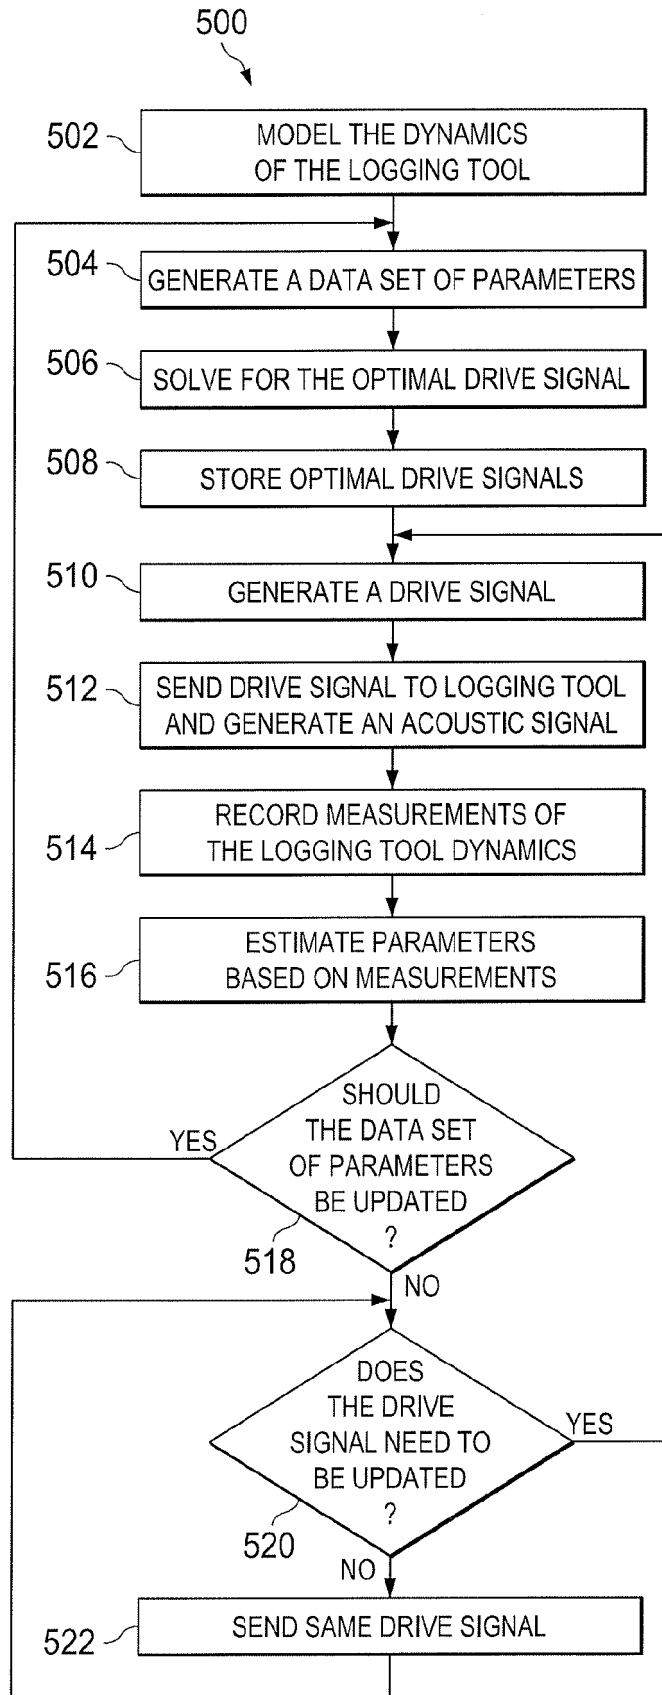 500
502
MODEL THE DYNAMICS
OF THE LOGGING TOOL
504
GENERATE A DATA SET OF PARAMETERS
506
SOLVE FOR THE OPTIMAL DRIVE SIGNAL
508
STORE OPTIMAL DRIVE SIGNALS
510
GENERATE A DRIVE SIGNAL
512
SEND DRIVE SIGNAL TO LOGGING TOOL
AND GENERATE AN ACOUSTIC SIGNAL
514
RECORD MEASUREMENTS OF
THE LOGGING TOOL DYNAMICS
516
ESTIMATE PARAMETERS
BASED ON MEASUREMENTS
YES
SHOULD
THE DATA SET
OF PARAMETERS
BE UPDATED
?
518
NO
DOES
THE DRIVE
SIGNAL NEED TO
BE UPDATED
?
YES
520
NO
522
SEND SAME DRIVE SIGNAL